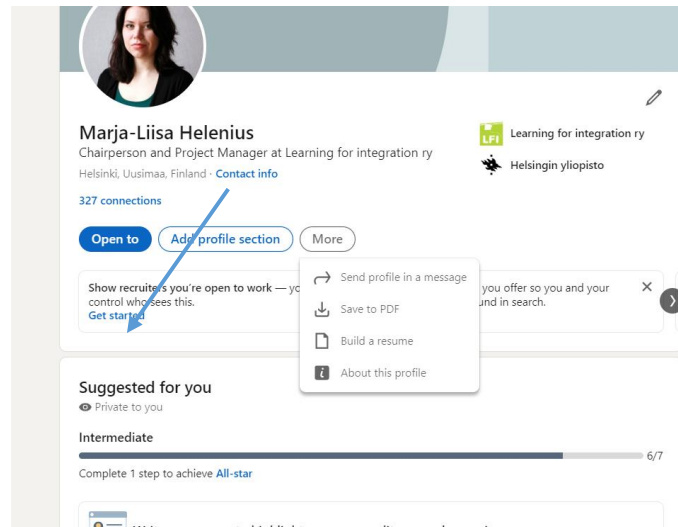 Marja-Liisa Helenius
Chairperson and Project Manager at Learning for integration ry
Helsinki, Uusimaa, Finland · Contact info
327 connections
LFI
Learning for integration ry
Helsingin yliopisto
Open to
Add profile section
More
Send profile in a message
Save to PDF
Build a resume
About this profile
Show recruiters you're open to work — yo
control who sees this.
Get started
you offer so you and your
und in search.
Suggested for you
Private to you
Intermediate
6/7
Complete 1 step to achieve All-star